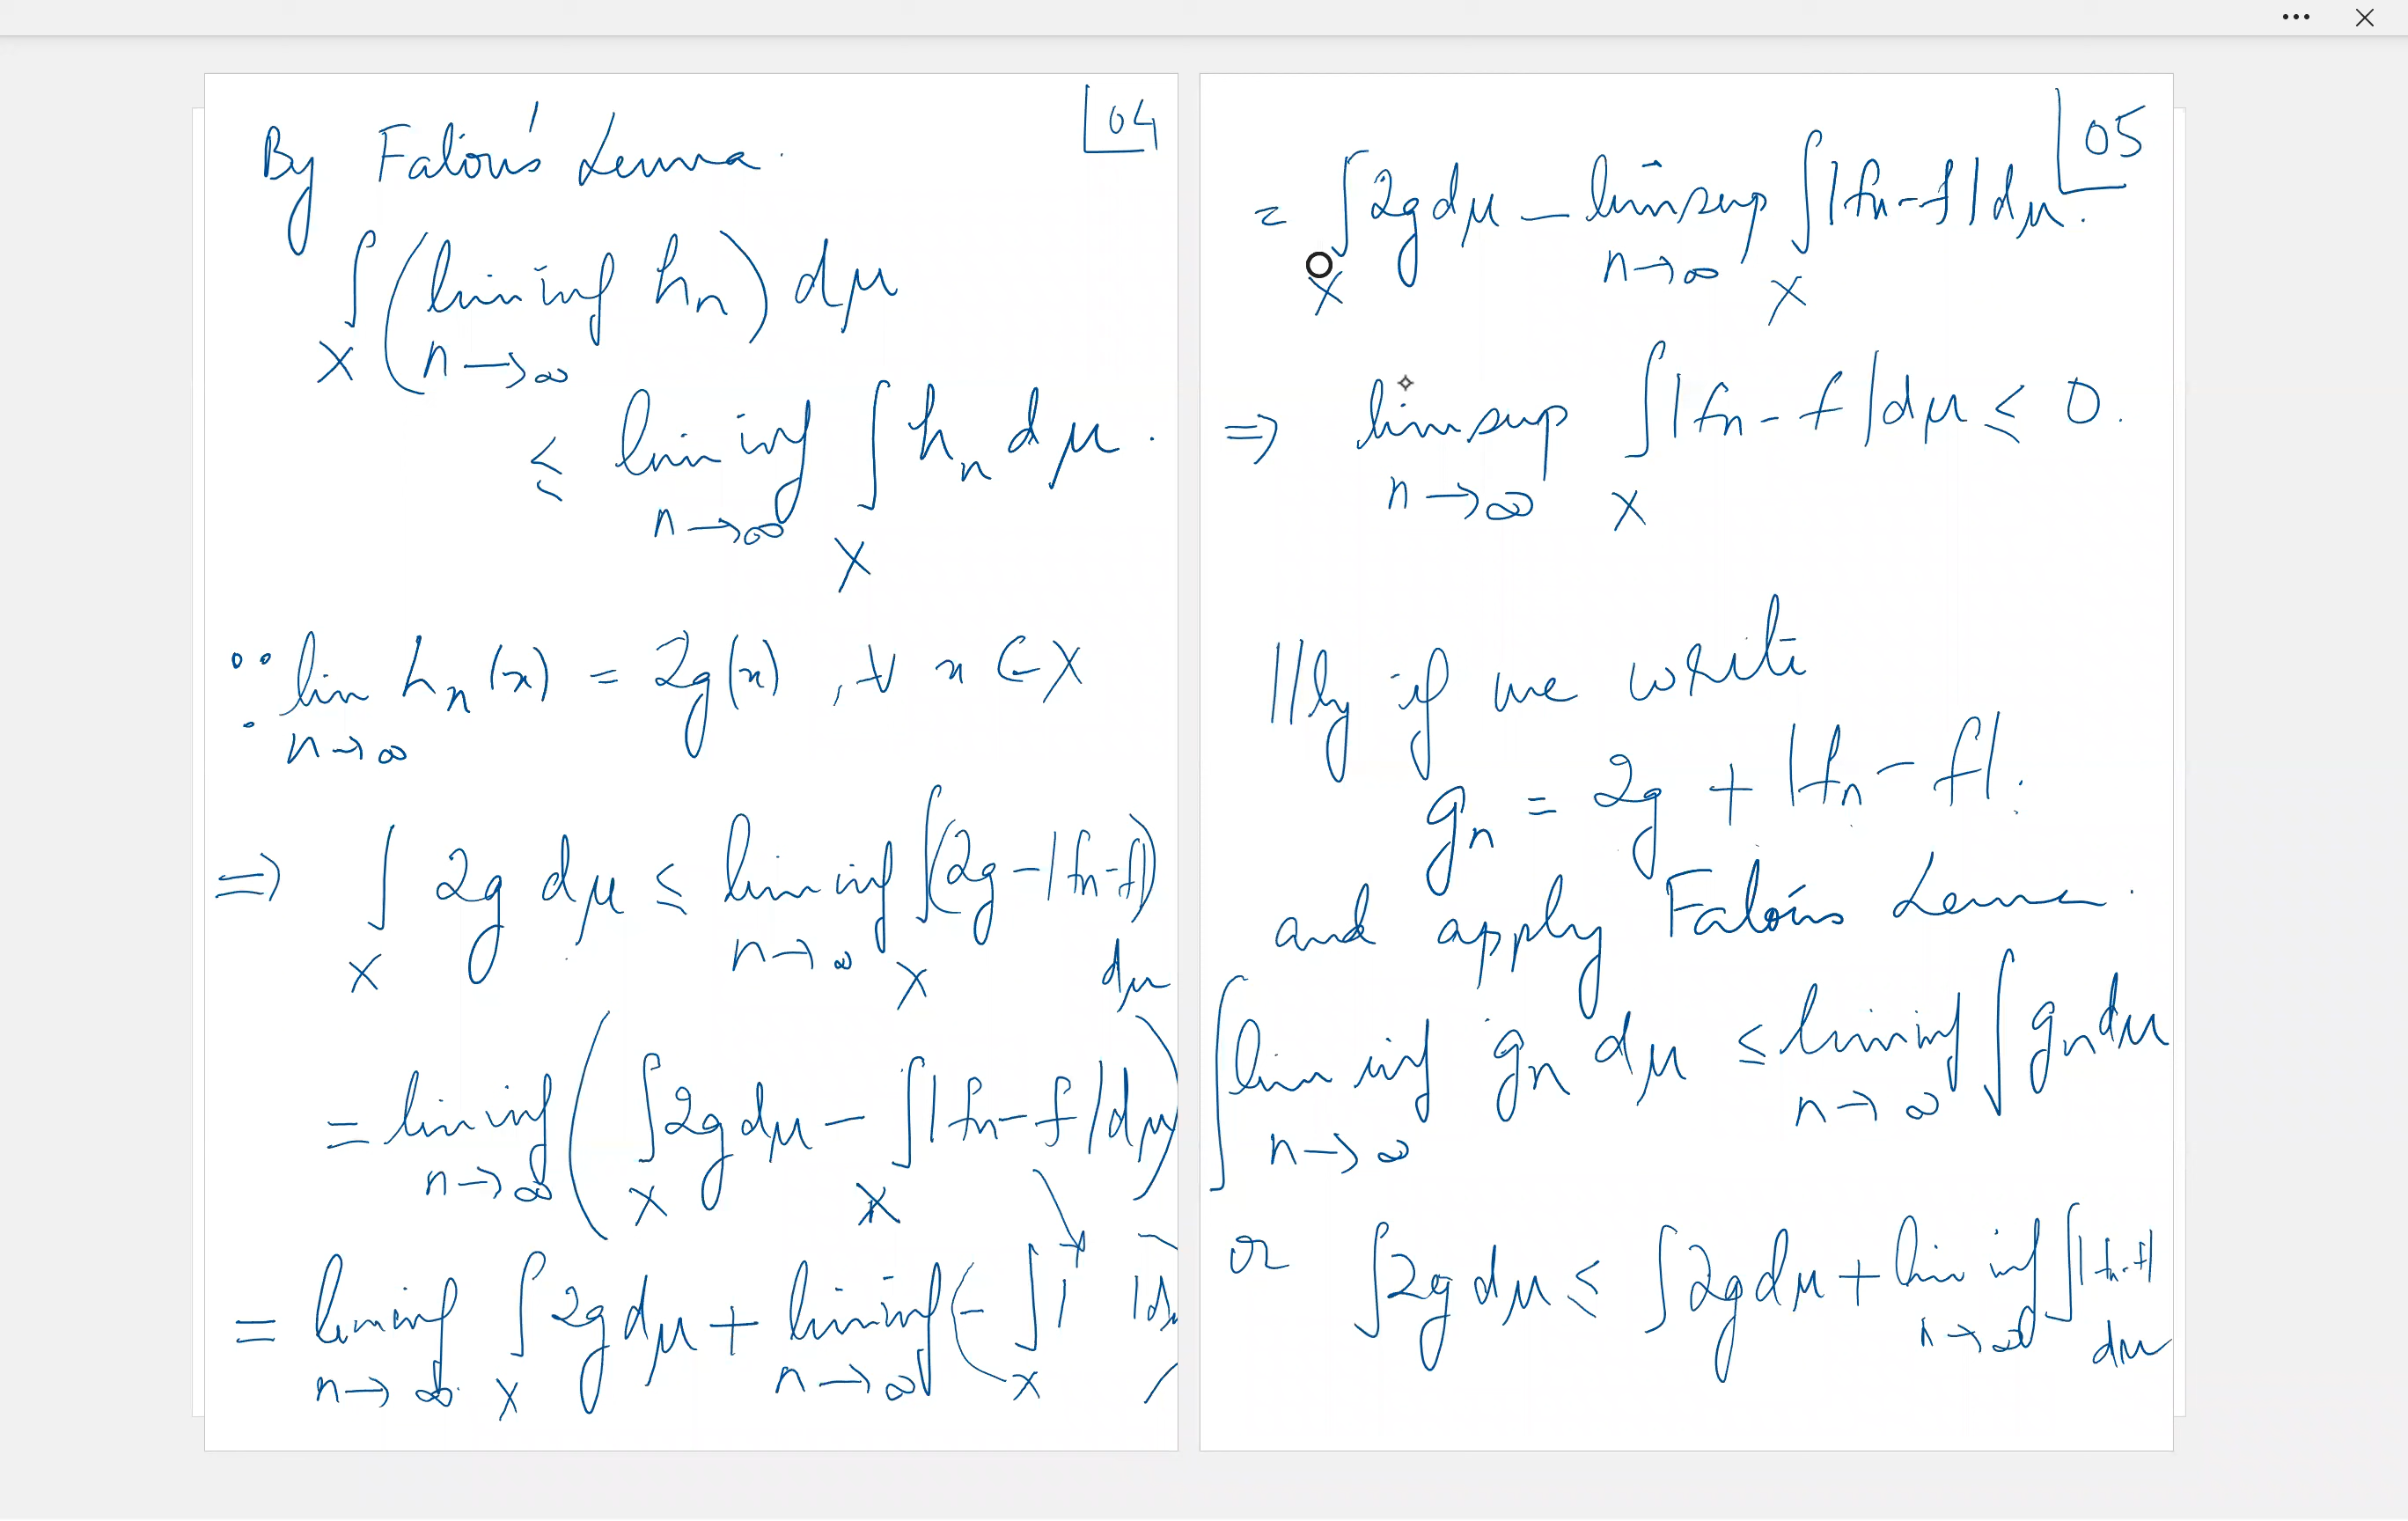 04
By Fatou's Lemma.
∫_X (lim inf_{n→∞} h_n) dμ
≤ lim inf_{n→∞} ∫_X h_n dμ.
∵ lim_{n→∞} h_n(x) = 2g(x), ∀ x ∈ X
⇒ ∫_X 2g dμ ≤ lim inf_{n→∞} ∫_X (2g - |f_n - f|) dμ
= lim inf_{n→∞} (∫_X 2g dμ - ∫_X |f_n - f| dμ)
= lim inf_{n→∞} ∫_X 2g dμ + lim inf_{n→∞} (- ∫_X | | dμ)
05
= ∫_X 2g dμ - lim sup_{n→∞} ∫_X |f_n - f| dμ.
⇒ lim sup_{n→∞} ∫_X |f_n - f| dμ ≤ 0.
|||ly if we write
g_n = 2g + |f_n - f|.
and apply Fatou's Lemma.
∫ lim inf_{n→∞} g_n dμ ≤ lim inf_{n→∞} ∫ g_n dμ
or ∫ 2g dμ ≤ ∫ 2g dμ + lim inf_{n→∞} ∫ |f_n - f| dμ